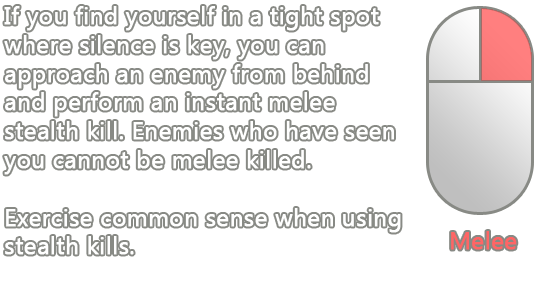 If you find yourself in a tight spot
where silence is key, you can
approach an enemy from behind
and perform an instant melee
stealth kill. Enemies who have seen
you cannot be melee killed.
Exercise common sense when using
stealth kills.
Melee